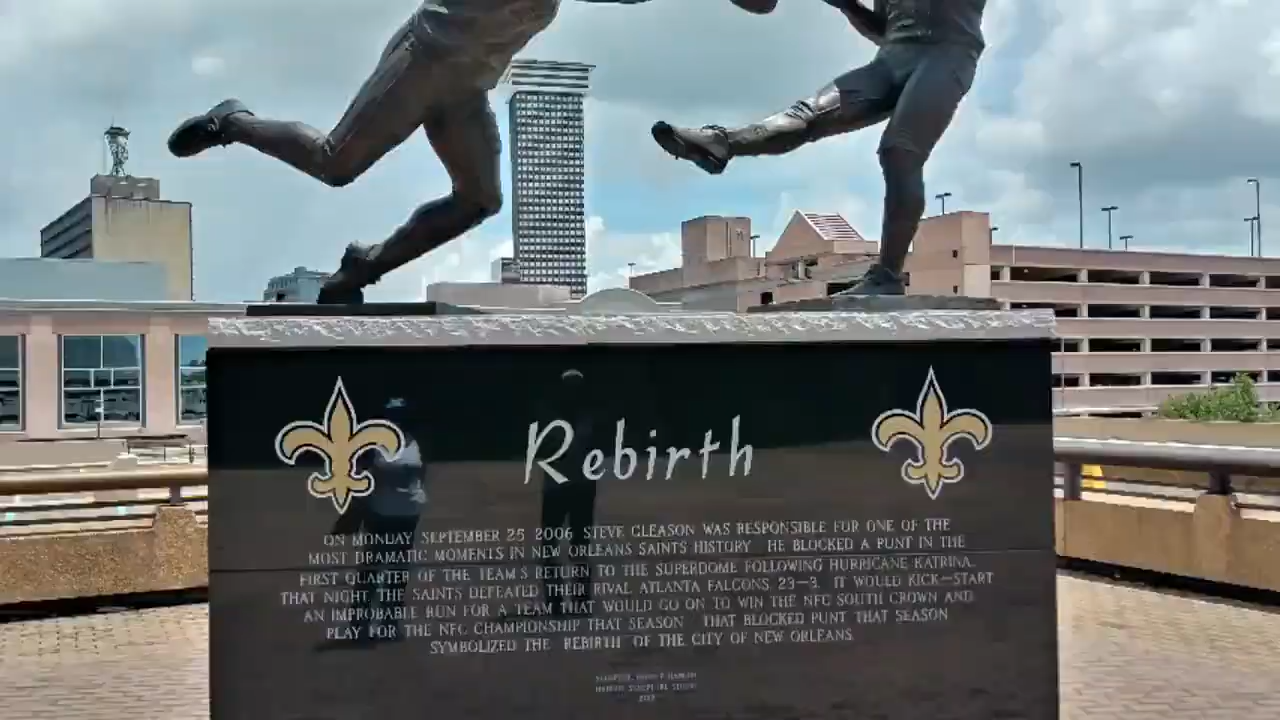 Rebirth
ON MONDAY SEPTEMBER 25 2006 STEVE GLEASON WAS RESPONSIBLE FOR ONE OF THE
MOST DRAMATIC MOMENTS IN NEW ORLEANS SAINTS HISTORY HE BLOCKED A PUNT IN THE
FIRST QUARTER OF THE TEAM'S RETURN TO THE SUPERDOME FOLLOWING HURRICANE KATRINA.
THAT NIGHT THE SAINTS DEFEATED THEIR RIVAL ATLANTA FALCONS 23-3. IT WOULD KICK-START
AN IMPROBABLE RUN FOR A TEAM THAT WOULD GO ON TO WIN THE NFC SOUTH CROWN AND
PLAY FOR THE NFC CHAMPIONSHIP THAT SEASON THAT BLOCKED PUNT THAT SEASON
SYMBOLIZED THE REBIRTH OF THE CITY OF NEW ORLEANS.